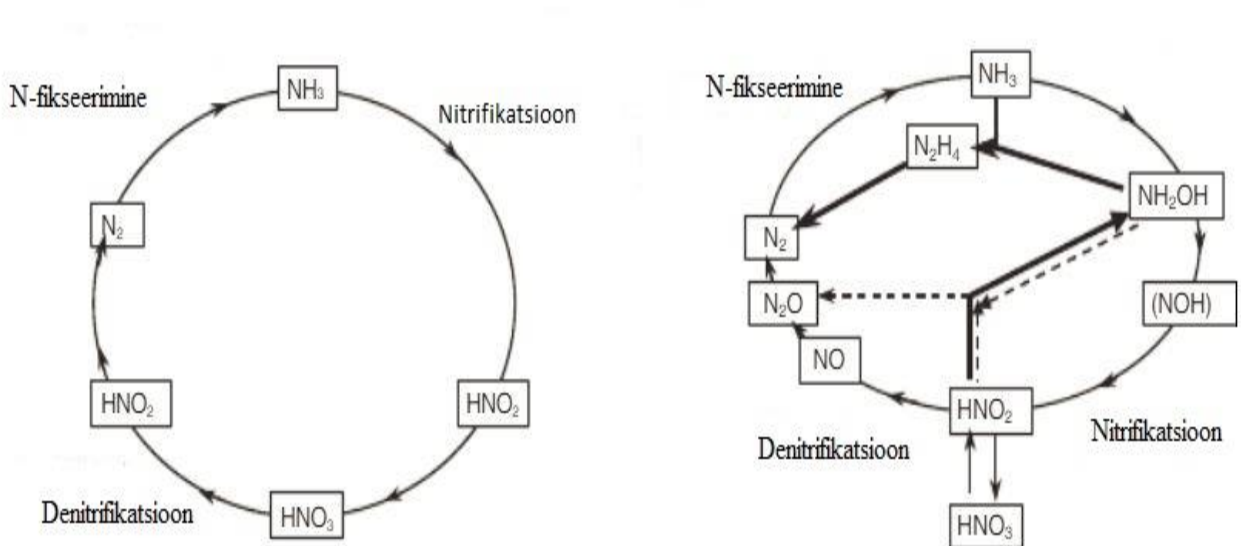 N-fikseerimine
NH₃
Nitrifikatsioon
N₂
HNO₂
HNO₂
Denitrifikatsioon
HNO₃
N-fikseerimine
NH₃
N₂H₄
NH₂OH
N₂
N₂O
(NOH)
NO
HNO₂
Denitrifikatsioon
Nitrifikatsioon
HNO₃